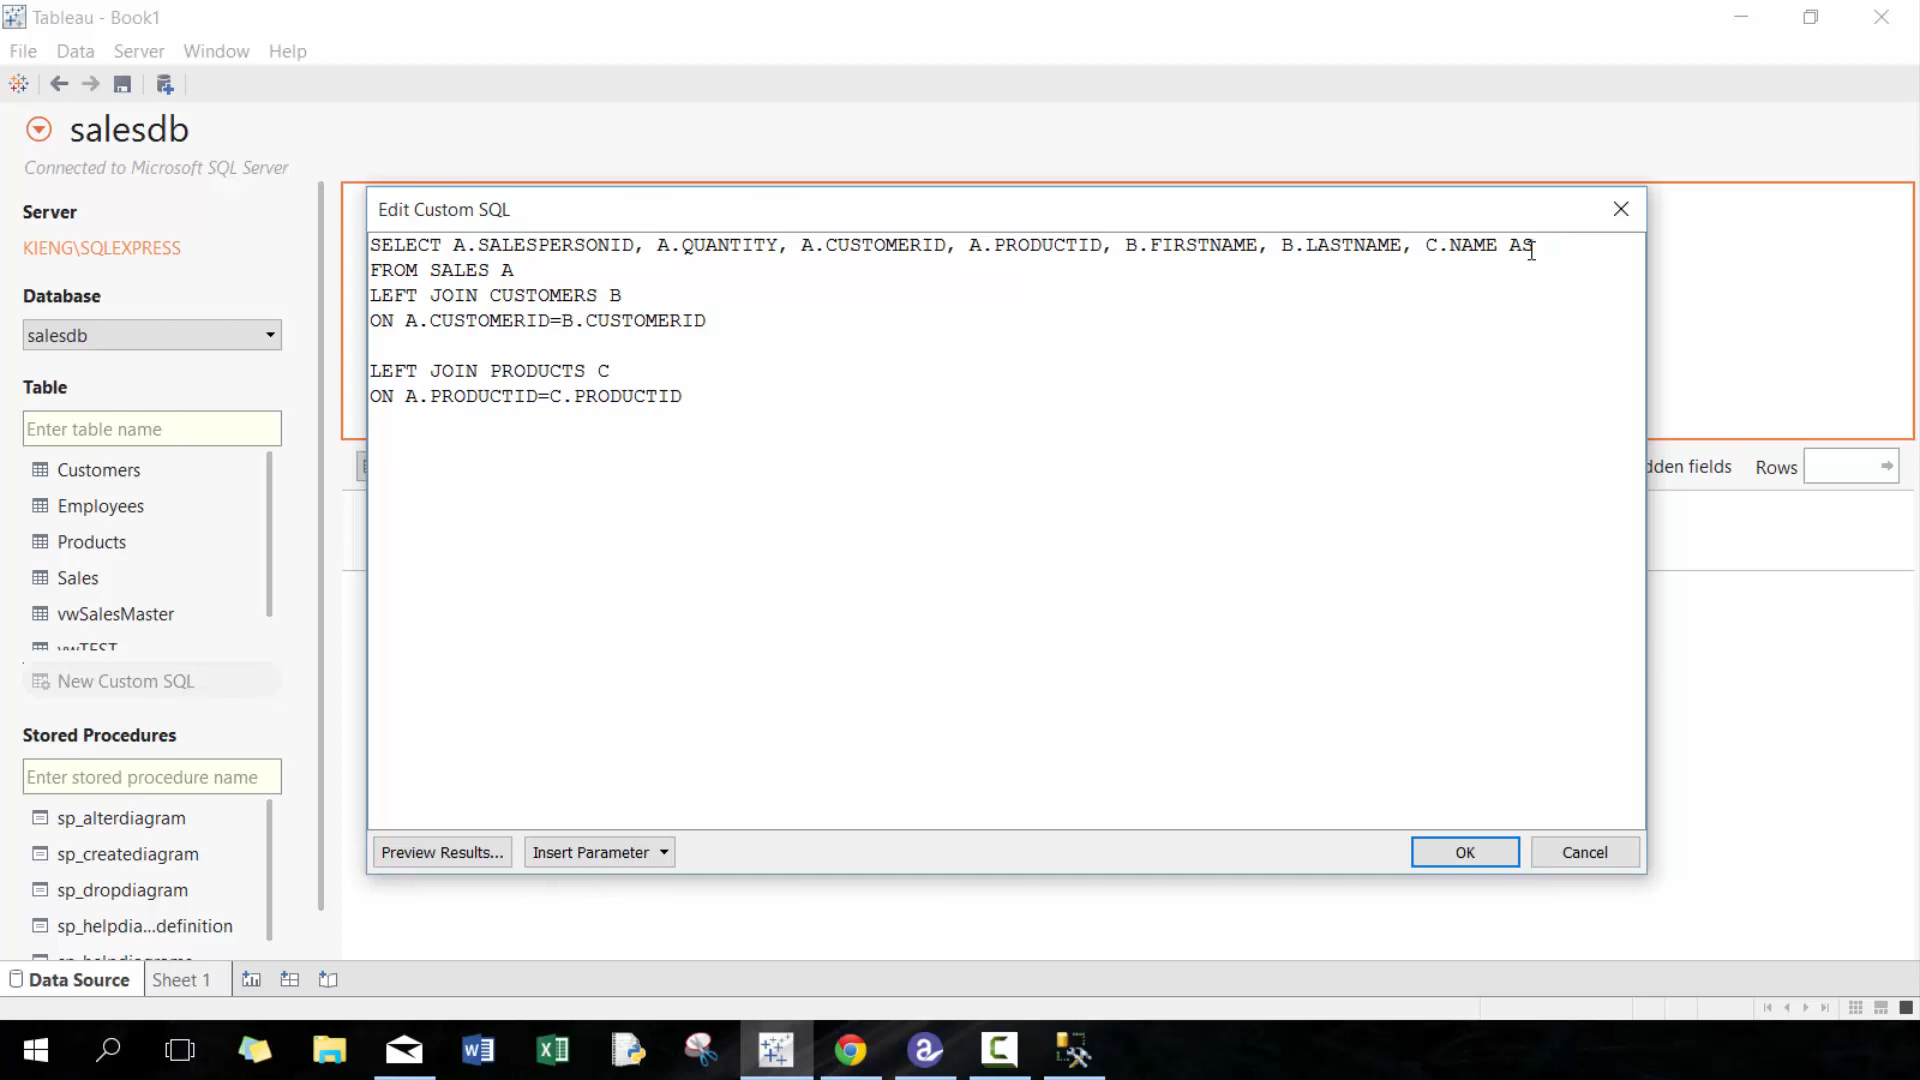 Tableau - Book1
File Data Server Window Help
salesdb
Connected to Microsoft SQL Server
Server
KIENG\SQLEXPRESS
Database
salesdb
Table
Enter table name
Customers
Employees
Products
Sales
vwSalesMaster
vwTEST
New Custom SQL
Stored Procedures
Enter stored procedure name
sp_alterdiagram
sp_creatediagram
sp_dropdiagram
sp_helpdia...definition
sp_helpdiagrams
Edit Custom SQL
SELECT A.SALESPERSONID, A.QUANTITY, A.CUSTOMERID, A.PRODUCTID, B.FIRSTNAME, B.LASTNAME, C.NAME AS
FROM SALES A
LEFT JOIN CUSTOMERS B
ON A.CUSTOMERID=B.CUSTOMERID
LEFT JOIN PRODUCTS C
ON A.PRODUCTID=C.PRODUCTID
Preview Results... Insert Parameter OK Cancel
dden fields Rows
Data Source Sheet 1